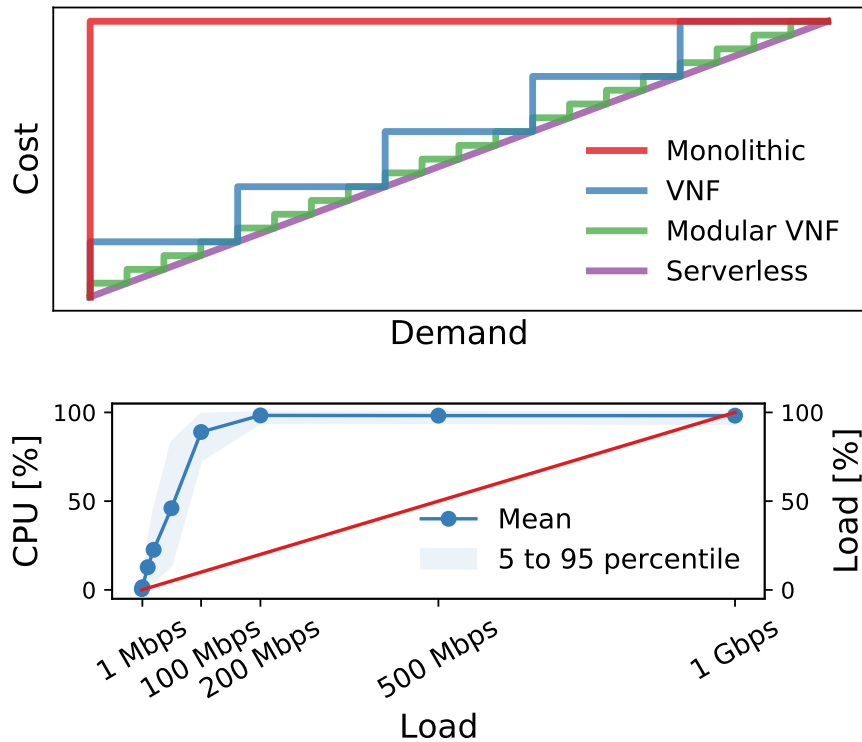 Cost
Monolithic
VNF
Modular VNF
Serverless
Demand
CPU [%]
100
50
0
Mean
5 to 95 percentile
100
50
0
Load [%]
1 Mbps
100 Mbps
200 Mbps
500 Mbps
1 Gbps
Load